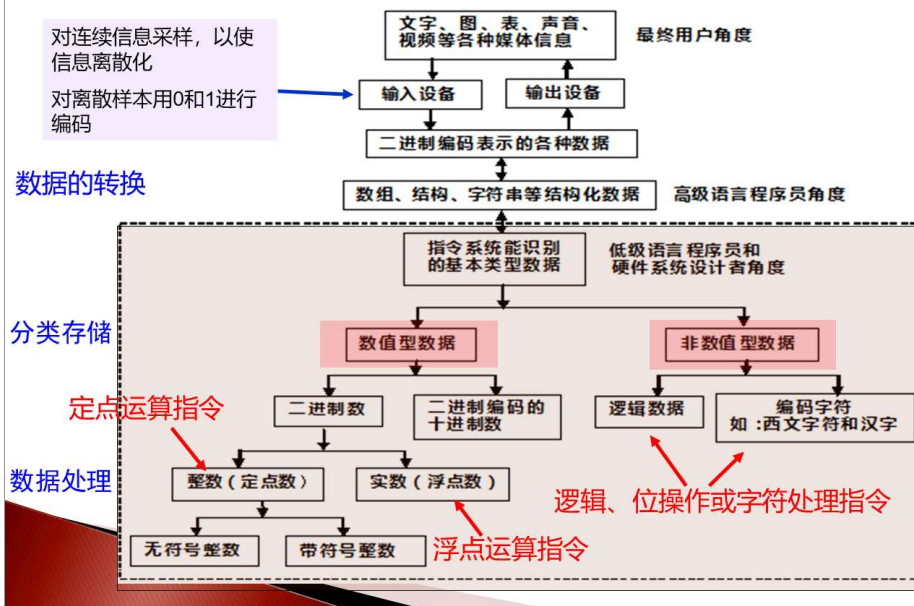 对连续信息采样，以使
信息离散化
对离散样本用0和1进行
编码
文字、图、表、声音、
视频等各种媒体信息
最终用户角度
输入设备
输出设备
二进制编码表示的各种数据
数据的转换
数组、结构、字符串等结构化数据
高级语言程序员角度
指令系统能识别
的基本类型数据
低级语言程序员和
硬件系统设计者角度
分类存储
数值型数据
非数值型数据
定点运算指令
二进制数
二进制编码的
十进制数
逻辑数据
编码字符
如：西文字符和汉字
数据处理
整数（定点数）
实数（浮点数）
逻辑、位操作或字符处理指令
无符号整数
带符号整数
浮点运算指令